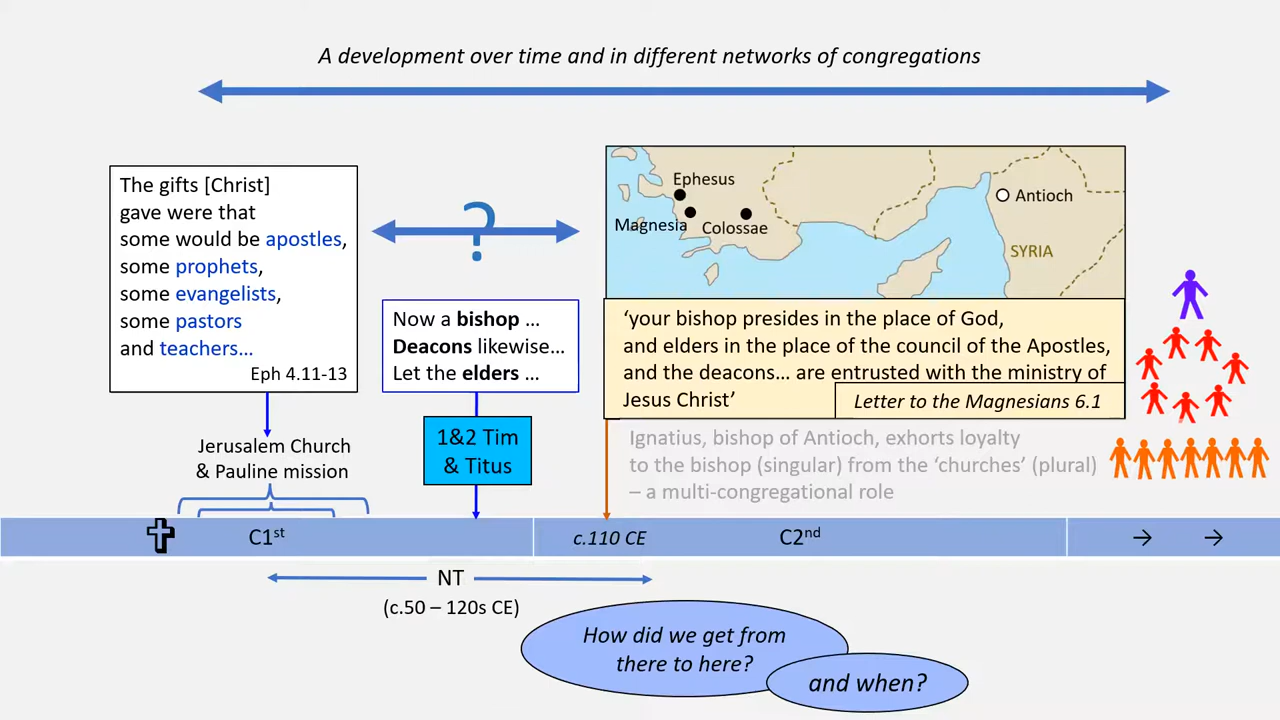 A development over time and in different networks of congregations
The gifts [Christ]
gave were that
some would be apostles,
some prophets,
some evangelists,
some pastors
and teachers…
Eph 4.11-13
?
Now a bishop …
Deacons likewise…
Let the elders …
1&2 Tim
& Titus
Ephesus
Magnesia
Colossae
Antioch
SYRIA
‘your bishop presides in the place of God,
and elders in the place of the council of the Apostles,
and the deacons… are entrusted with the ministry of
Jesus Christ’
Letter to the Magnesians 6.1
Jerusalem Church
& Pauline mission
Ignatius, bishop of Antioch, exhorts loyalty
to the bishop (singular) from the ‘churches’ (plural)
– a multi-congregational role
C1st
c.110 CE
C2nd
NT
(c.50 – 120s CE)
How did we get from
there to here?
and when?